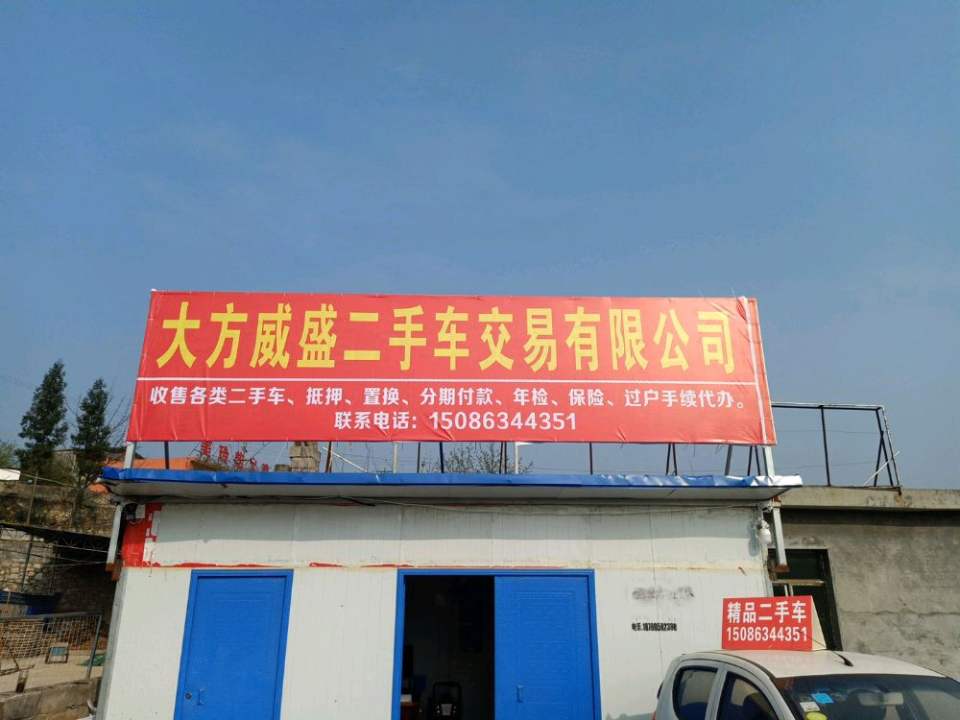 大方威盛二手车交易有限公司
收售各类二手车、抵押、置换、分期付款、年检、保险、过户手续代办。
联系电话：15086344351
精品二手车
15086344351